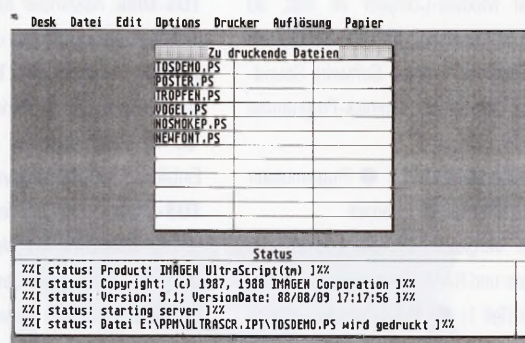 Desk Datei Edit Options Drucker Auflösung Papier
Zu druckende Dateien
TOSDEMO.PS
POSTER.PS
TROPFEN.PS
VOGEL.PS
NOSMOKEP.PS
NEWFONT.PS
Status
%%[ status: Product: IMAGEN UltraScript(tm) ]%%
%%[ status: Copyright: (c) 1987, 1988 IMAGEN Corporation ]%%
%%[ status: Version: 9.1; VersionDate: 88/08/09 17:17:56 ]%%
%%[ status: starting server ]%%
%%[ status: Datei E:\PPM\ULTRASCR.IPT\TOSDEMO.PS wird gedruckt ]%%